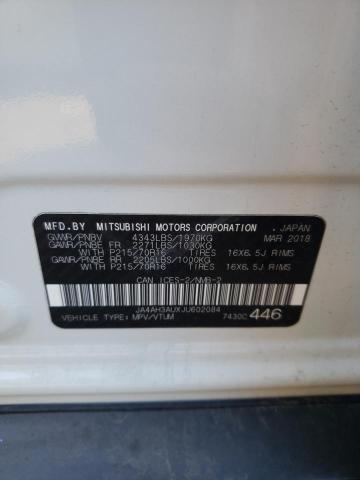 MFD.BY MITSUBISHI MOTORS CORPORATION , JAPAN
GVWR/PNBV 4343LBS/1970KG MAR 2018
GAWR/PNBE FR 2271LBS/1030KG
WITH P215/70R16 TIRES 16X6.5J RIMS
GAWR/PNBE RR 2205LBS/1000KG
WITH P215/70R16 TIRES 16X6.5J RIMS
CAN ICES-2/NMB-2
JA4AH3AUXJU602084
VEHICLE TYPE: MPV/VTUM 7430C 446